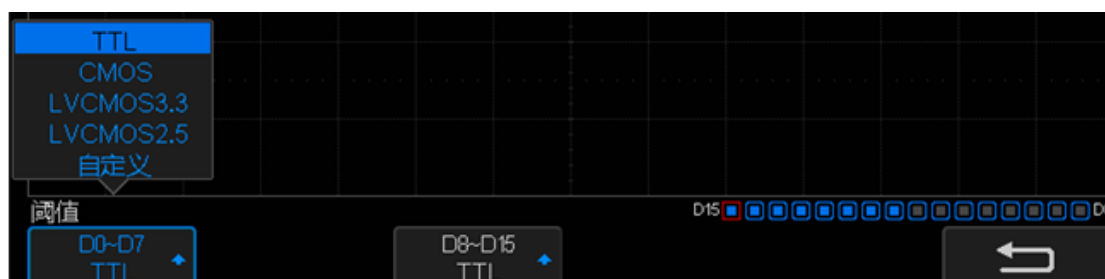 TTL
CMOS
LVCMOS3.3
LVCMOS2.5
自定义
阈值
D15
D0~D7
TTL
D8~D15
TTL